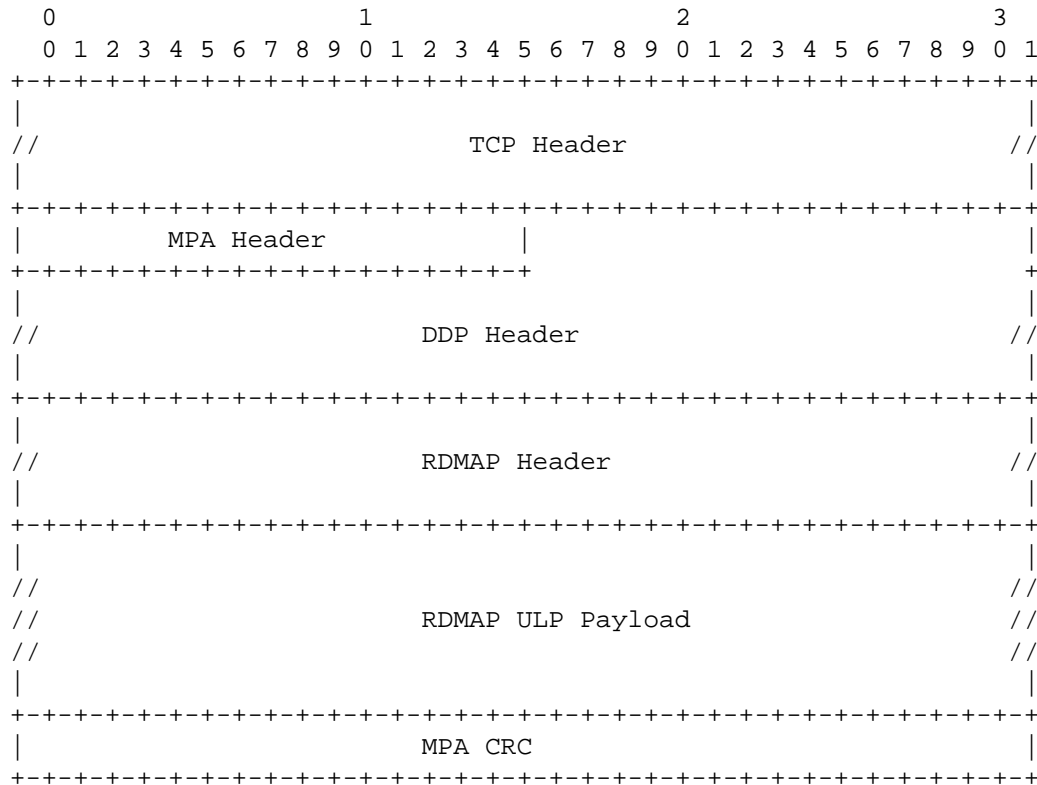 0                   1                   2                   3
 0 1 2 3 4 5 6 7 8 9 0 1 2 3 4 5 6 7 8 9 0 1 2 3 4 5 6 7 8 9 0 1
+-+-+-+-+-+-+-+-+-+-+-+-+-+-+-+-+-+-+-+-+-+-+-+-+-+-+-+-+-+-+-+-+
|                                                               |
//                           TCP Header                        //
|                                                               |
+-+-+-+-+-+-+-+-+-+-+-+-+-+-+-+-+-+-+-+-+-+-+-+-+-+-+-+-+-+-+-+-+
|         MPA Header            |                               |
+-+-+-+-+-+-+-+-+-+-+-+-+-+-+-+-+                               +
|                                                               |
//                        DDP Header                           //
|                                                               |
+-+-+-+-+-+-+-+-+-+-+-+-+-+-+-+-+-+-+-+-+-+-+-+-+-+-+-+-+-+-+-+-+
|                                                               |
//                        RDMAP Header                         //
|                                                               |
+-+-+-+-+-+-+-+-+-+-+-+-+-+-+-+-+-+-+-+-+-+-+-+-+-+-+-+-+-+-+-+-+
|                                                               |
//                                                             //
//                        RDMAP ULP Payload                    //
//                                                             //
|                                                               |
+-+-+-+-+-+-+-+-+-+-+-+-+-+-+-+-+-+-+-+-+-+-+-+-+-+-+-+-+-+-+-+-+
|                         MPA CRC                               |
+-+-+-+-+-+-+-+-+-+-+-+-+-+-+-+-+-+-+-+-+-+-+-+-+-+-+-+-+-+-+-+-+